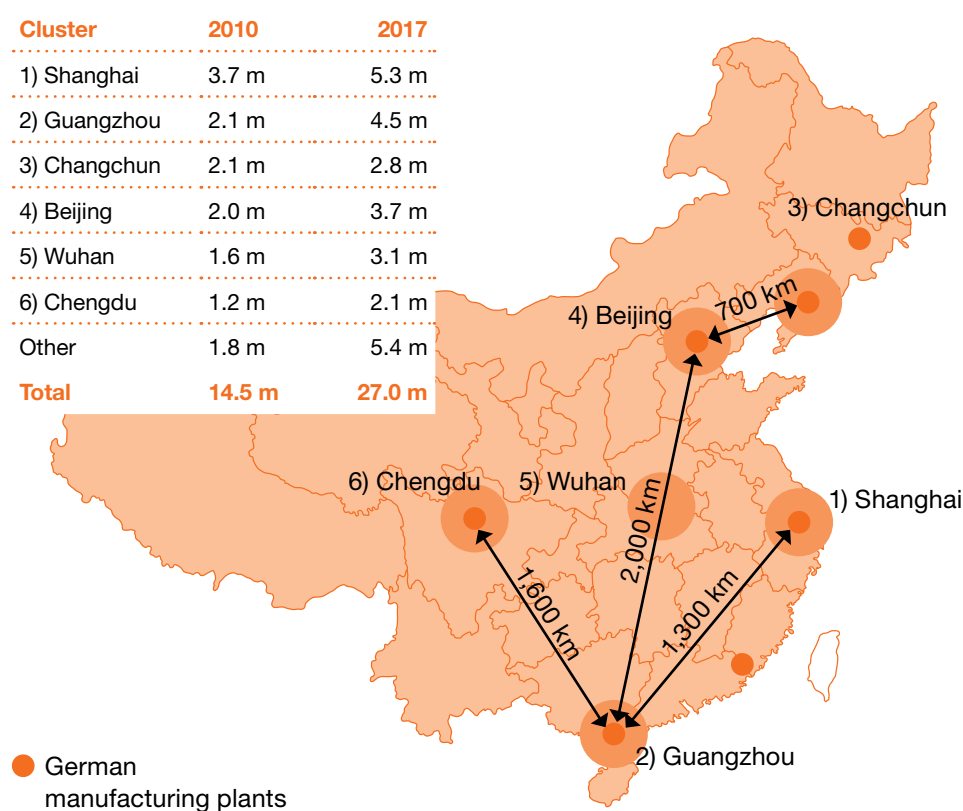 Cluster 2010 2017
1) Shanghai 3.7 m 5.3 m
2) Guangzhou 2.1 m 4.5 m
3) Changchun 2.1 m 2.8 m
4) Beijing 2.0 m 3.7 m
5) Wuhan 1.6 m 3.1 m
6) Chengdu 1.2 m 2.1 m
Other 1.8 m 5.4 m
Total 14.5 m 27.0 m
3) Changchun
700 km
4) Beijing
6) Chengdu
5) Wuhan
1) Shanghai
2,000 km
1,600 km
1,300 km
2) Guangzhou
German
manufacturing plants